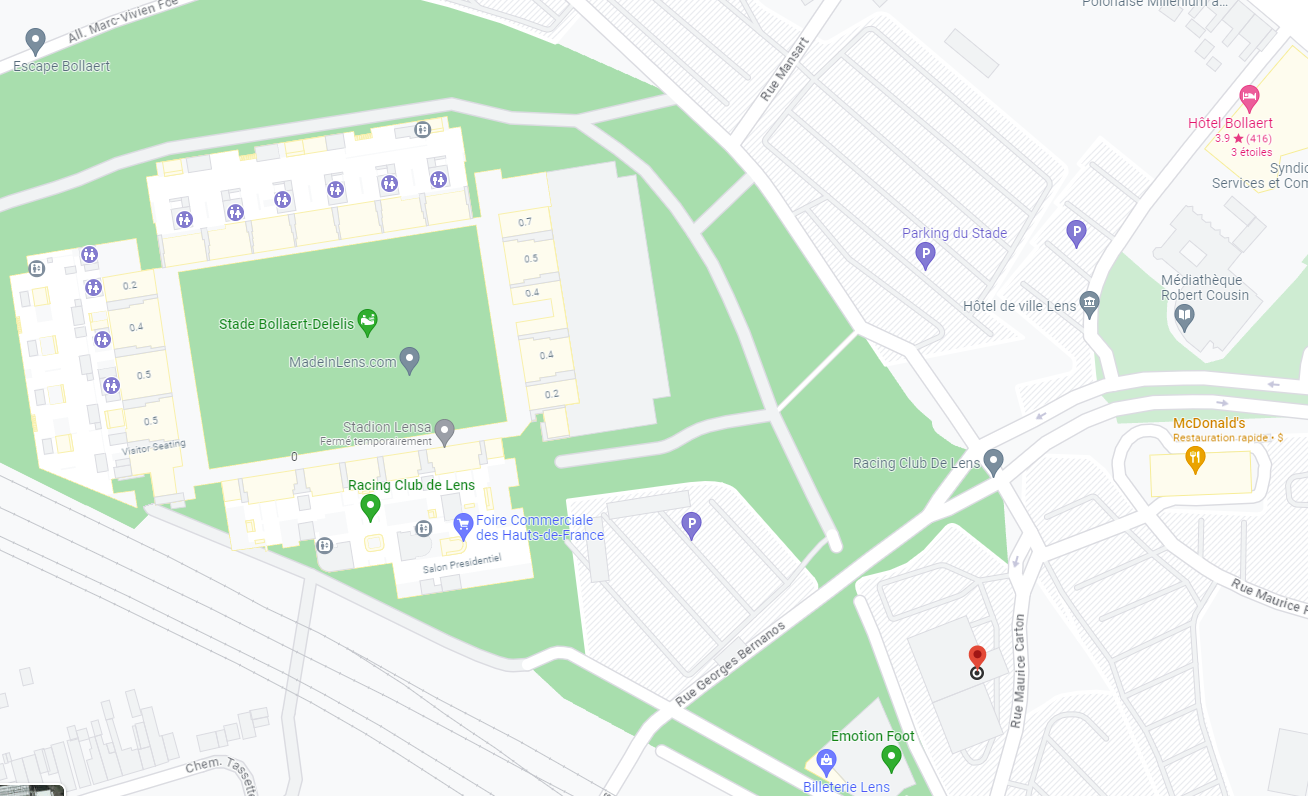 Polonaise Millenium a...
All. Marc-Vivien Foé
Escape Bollaert
Rue Mansart
Hôtel Bollaert
3.9 ★ (416)
3 étoiles
Services et Com
0.7
Parking du Stade
P
P
0.5
0.2
0.4
Médiathèque
Robert Cousin
Hôtel de ville Lens
Stade Bollaert-Delelis
0.4
0.4
MadeInLens.com
0.5
0.2
0.5
Stadion Lensa
Fermé temporairement
McDonald's
Restauration rapide • $
Visitor Seating
0
Racing Club De Lens
Racing Club de Lens
P
Foire Commerciale
des Hauts-de-France
Salon Presidentiel
Rue Maurice
Rue Georges Bernanos
Rue Maurice Carton
Emotion Foot
Chem. Tassette
Billeterie Lens